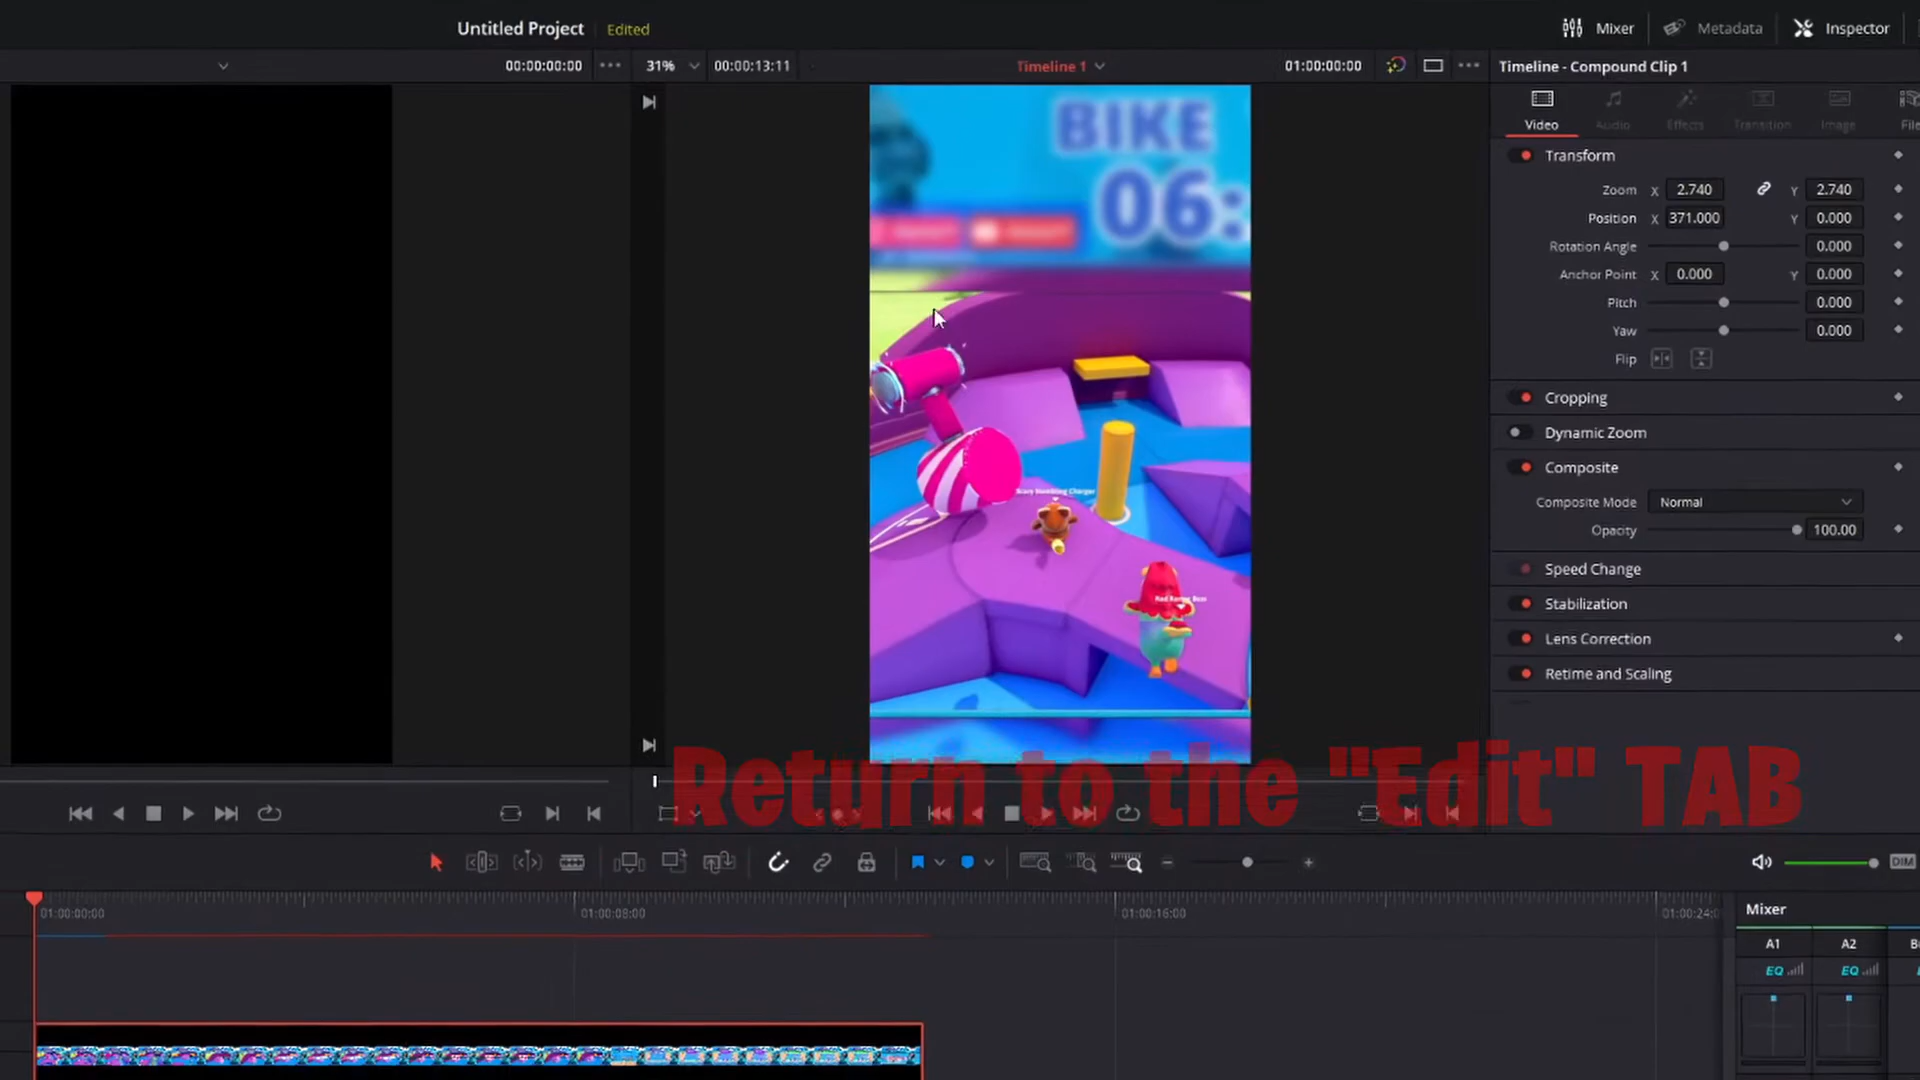 Untitled Project Edited
Mixer Metadata Inspector
00:00:00:00 31% 00:00:13:11 Timeline 1 01:00:00:00
Timeline - Compound Clip 1
Video Audio Effects Transition Image File
Transform
Zoom X 2.740 Y 2.740
Position X 371.000 Y 0.000
Rotation Angle 0.000
Anchor Point X 0.000 Y 0.000
Pitch 0.000
Yaw 0.000
Flip
Cropping
Dynamic Zoom
Composite
Composite Mode Normal
Opacity 100.00
Speed Change
Stabilization
Lens Correction
Retime and Scaling
BIKE
06:
Return to the "Edit" TAB
DIM
01:00:00:00 01:00:08:00 01:00:16:00 01:00:24:0
Mixer
A1 A2
EQ EQ